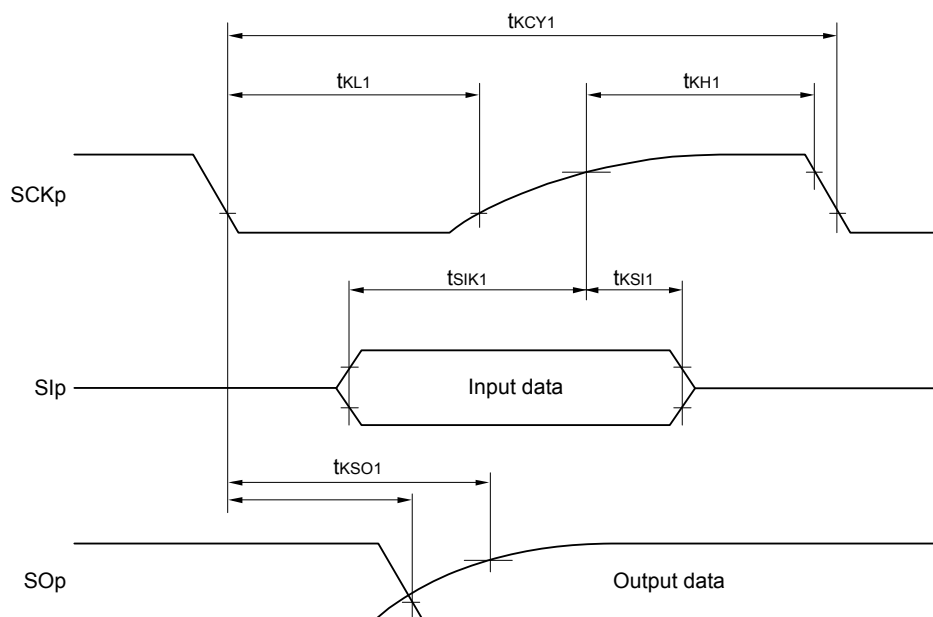 tKCY1
tKL1
tKH1
SCKp
tSIK1
tKSI1
SIp
Input data
tKSO1
SOp
Output data